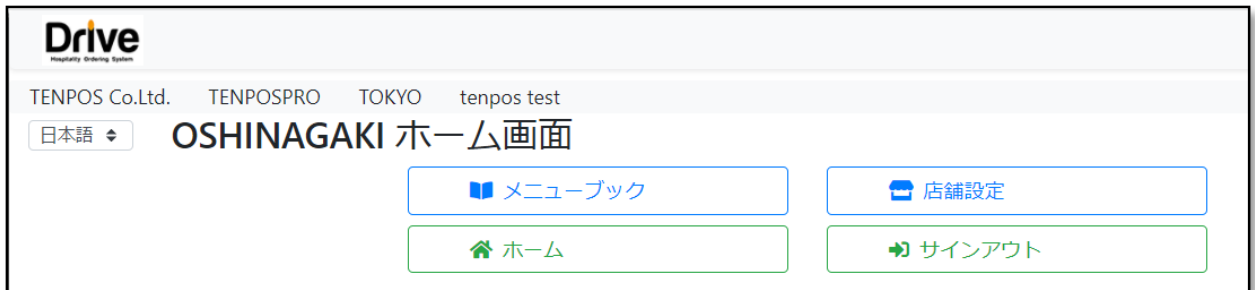 Drive
Hospitality Ordering System
TENPOS Co.Ltd. TENPOSPRO TOKYO tenpos test
日本語 OSHINAGAKI ホーム画面
メニューブック 店舗設定
ホーム サインアウト